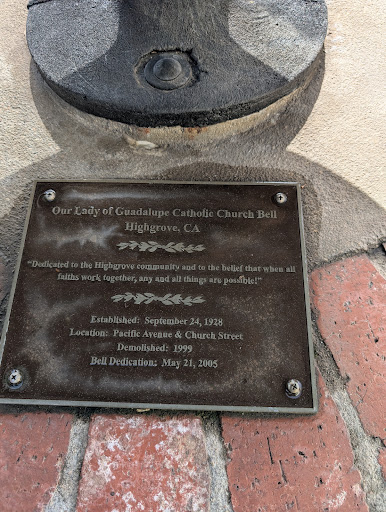 Our Lady of Guadalupe Catholic Church Bell
Highgrove, CA
"Dedicated to the Highgrove community and to the belief that when all
faiths work together, any and all things are possible!"
Established: September 24, 1928
Location: Pacific Avenue & Church Street
Demolished: 1999
Bell Dedication: May 21, 2005